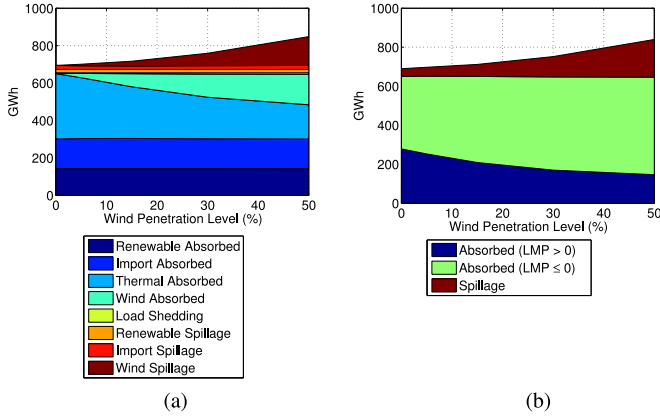 1000
800
600
400
200
0
GWh
0 10 20 30 40 50
Wind Penetration Level (%)
Renewable Absorbed
Import Absorbed
Thermal Absorbed
Wind Absorbed
Load Shedding
Renewable Spillage
Import Spillage
Wind Spillage
(a)
1000
800
600
400
200
0
GWh
0 10 20 30 40 50
Wind Penetration Level (%)
Absorbed (LMP > 0)
Absorbed (LMP ≤ 0)
Spillage
(b)